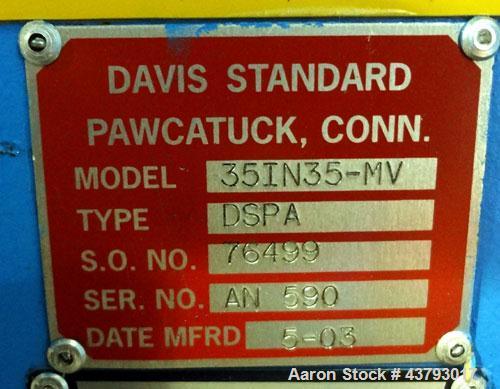 DAVIS STANDARD
PAWCATUCK, CONN.
MODEL 35IN35-MV
TYPE DSPA
S.O. NO. 76499
SER. NO. AN 590
DATE MFRD 5-03
Aaron Stock # 43793017